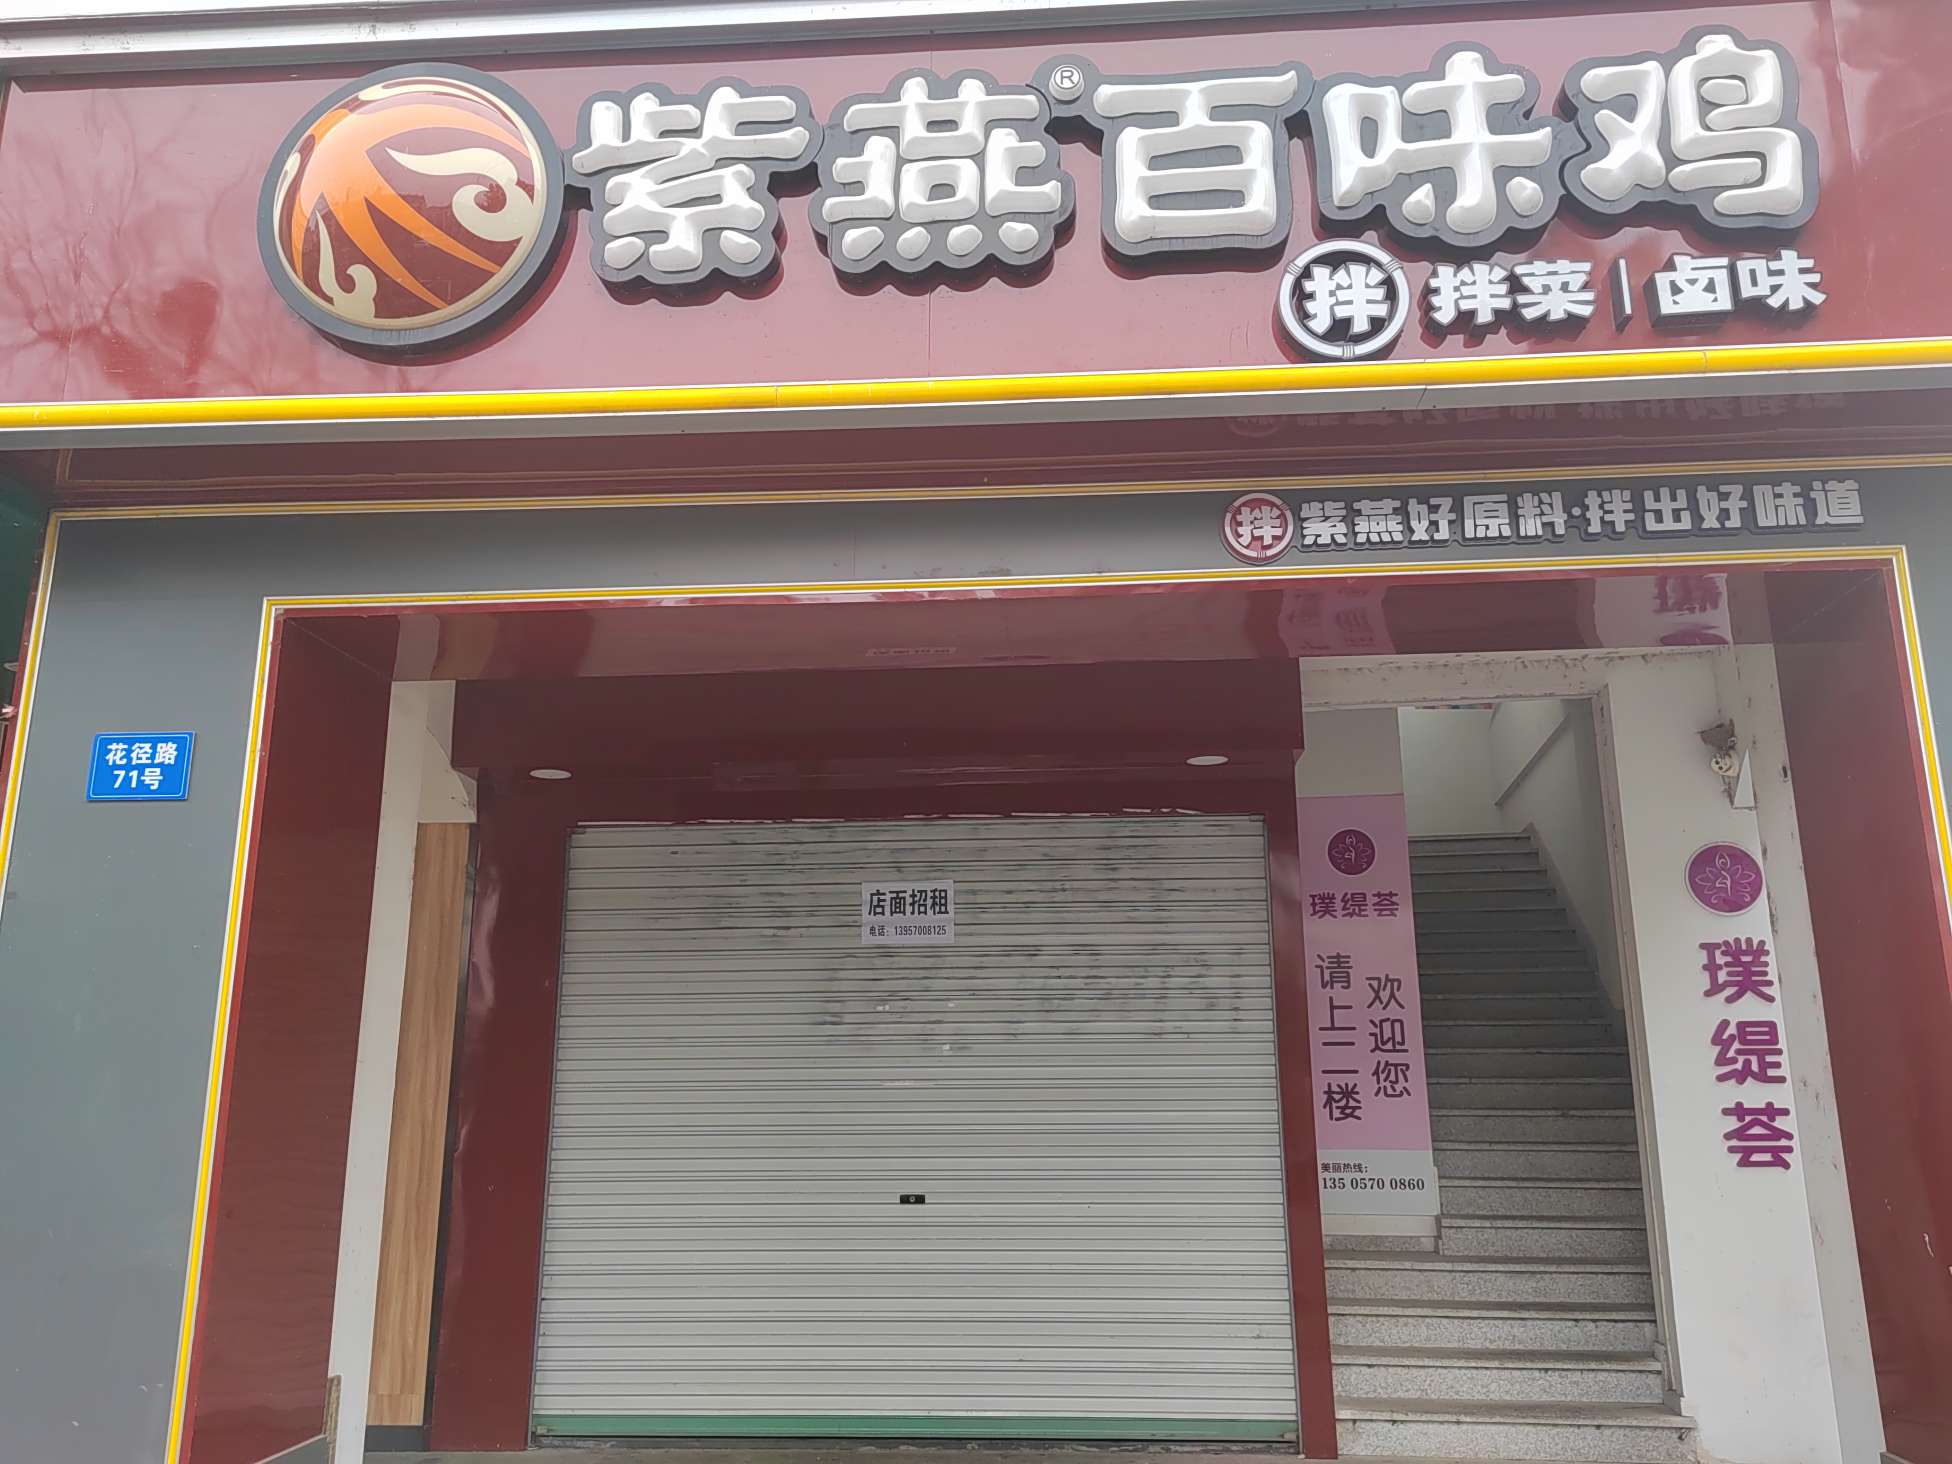 紫燕®百味鸡
拌 拌菜|卤味
拌 紫燕好原料·拌出好味道
花径路
71号
店面招租
电话：13957008125
璞缇荟
欢迎您
请上二楼
美丽热线：
135 0570 0860
璞缇荟